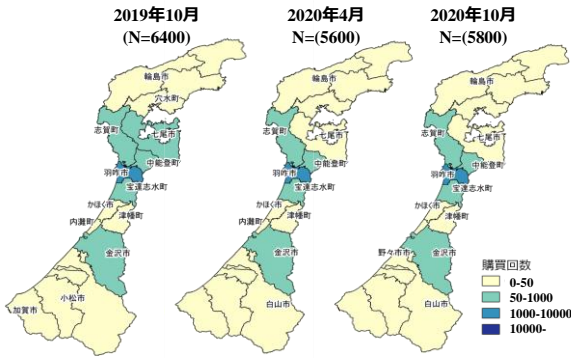 2019年10月
(N=6400)
2020年4月
N=(5600)
2020年10月
N=(5800)
輪島市
穴水町
志賀町
七尾市
中能登町
羽咋市
宝達志水町
かほく市
津幡町
内灘町
金沢市
小松市
加賀市
輪島市
志賀町
七尾市
中能登町
羽咋市
宝達志水町
かほく市
津幡町
内灘町
金沢市
白山市
輪島市
志賀町
七尾市
中能登町
羽咋市
宝達志水町
かほく市
津幡町
野々市市
金沢市
白山市
購買回数
0-50
50-1000
1000-10000
10000-